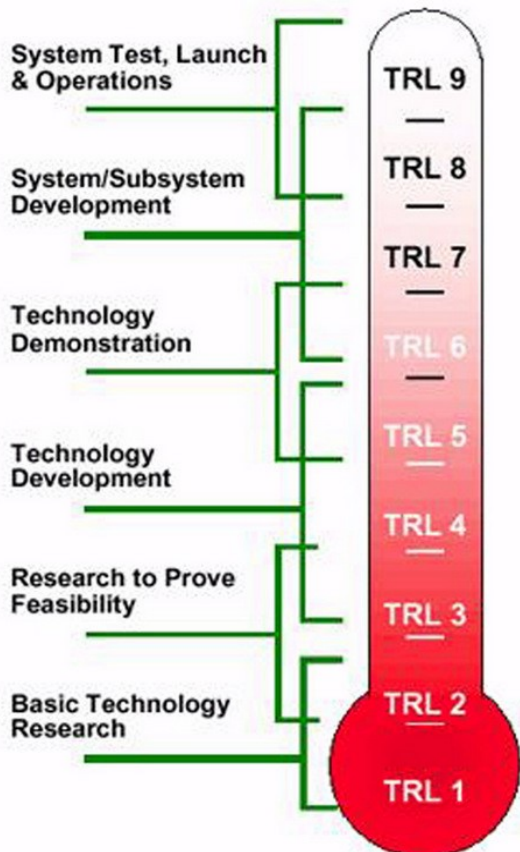 System Test, Launch
& Operations
System/Subsystem
Development
Technology
Demonstration
Technology
Development
Research to Prove
Feasibility
Basic Technology
Research
TRL 9
TRL 8
TRL 7
TRL 6
TRL 5
TRL 4
TRL 3
TRL 2
TRL 1